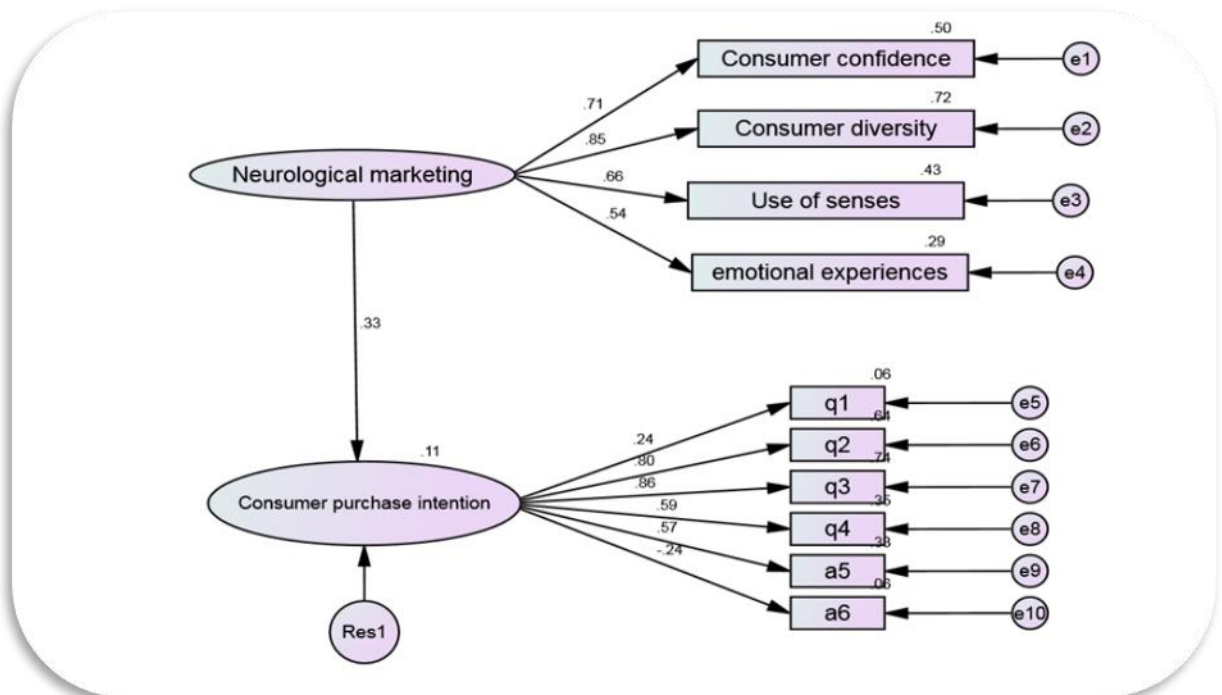 .50
Consumer confidence
e1
.71
.72
Consumer diversity
e2
.85
Neurological marketing
.43
.66
Use of senses
e3
.54
.29
emotional experiences
e4
.33
.06
q1
e5
.24
.64
q2
e6
.80
.74
q3
e7
.86
.35
q4
e8
.59
.33
a5
e9
.57
.06
a6
e10
-.24
.11
Consumer purchase intention
Res1